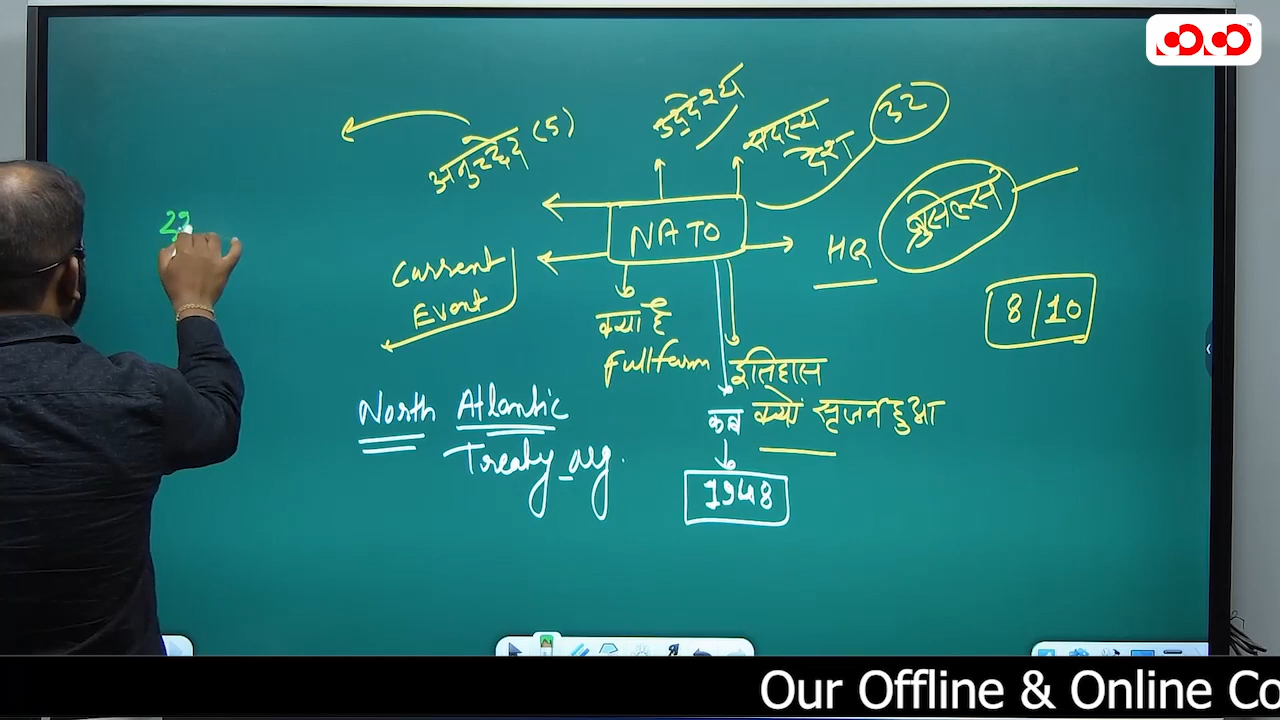 उद्देश्य
सदस्य
देश
32
अनुच्छेद (5)
NATO
HQ
ब्रुसेल्स
Current
Event
क्या है
fullform
8/10
इतिहास
North Atlantic
Treaty org.
कब क्यों सृजन हुआ
1948
Our Offline & Online Co